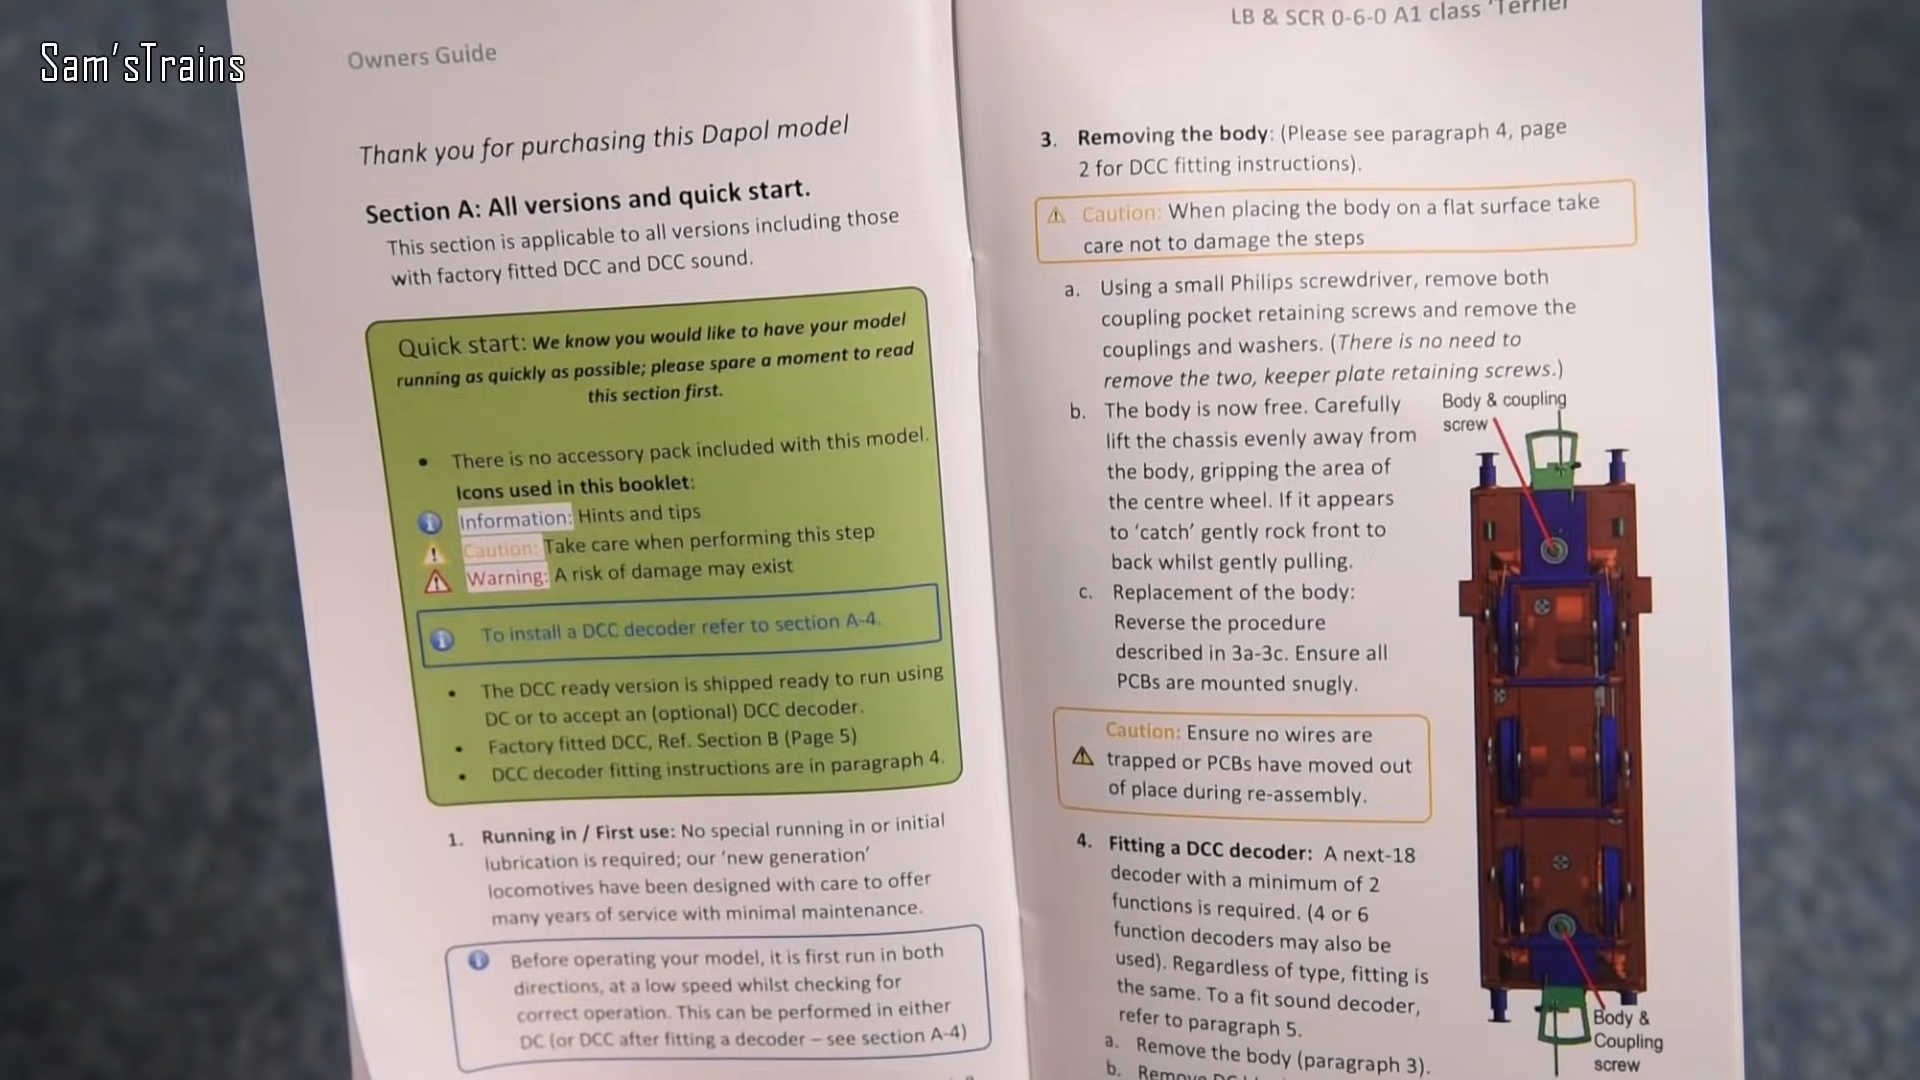 Sam'sTrains
Owners Guide
Thank you for purchasing this Dapol model
Section A: All versions and quick start.
This section is applicable to all versions including those
with factory fitted DCC and DCC sound.
Quick start: We know you would like to have your model
running as quickly as possible; please spare a moment to read
this section first.
• There is no accessory pack included with this model.
Icons used in this booklet:
Information: Hints and tips
Caution: Take care when performing this step
Warning: A risk of damage may exist
To install a DCC decoder refer to section A-4.
• The DCC ready version is shipped ready to run using
DC or to accept an (optional) DCC decoder.
• Factory fitted DCC, Ref. Section B (Page 5)
• DCC decoder fitting instructions are in paragraph 4.
1. Running in / First use: No special running in or initial
lubrication is required; our 'new generation'
locomotives have been designed with care to offer
many years of service with minimal maintenance.
Before operating your model, it is first run in both
directions, at a low speed whilst checking for
correct operation. This can be performed in either
DC (or DCC after fitting a decoder – see section A-4)
LB & SCR 0-6-0 A1 class 'Terrier
3. Removing the body: (Please see paragraph 4, page
2 for DCC fitting instructions).
Caution: When placing the body on a flat surface take
care not to damage the steps
a. Using a small Philips screwdriver, remove both
coupling pocket retaining screws and remove the
couplings and washers. (There is no need to
remove the two, keeper plate retaining screws.)
b. The body is now free. Carefully
lift the chassis evenly away from
the body, gripping the area of
the centre wheel. If it appears
to 'catch' gently rock front to
back whilst gently pulling.
c. Replacement of the body:
Reverse the procedure
described in 3a-3c. Ensure all
PCBs are mounted snugly.
Caution: Ensure no wires are
trapped or PCBs have moved out
of place during re-assembly.
4. Fitting a DCC decoder: A next-18
decoder with a minimum of 2
functions is required. (4 or 6
function decoders may also be
used). Regardless of type, fitting is
the same. To a fit sound decoder,
refer to paragraph 5.
a. Remove the body (paragraph 3).
b. Remove
Body & coupling
screw
Body &
Coupling
screw